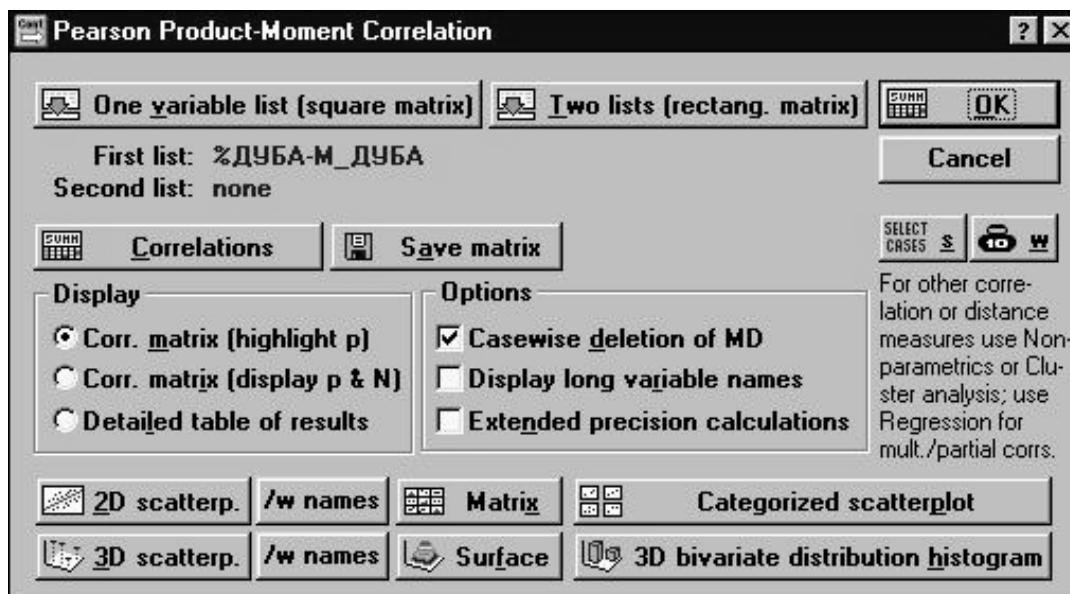 Pearson Product-Moment Correlation
? X
One variable list (square matrix) Two lists (rectang. matrix) SUMM OK
First list: %ДУБА-М_ДУБА
Second list: none
Cancel
SUMM Correlations Save matrix
SELECT CASES S W
Display
Corr. matrix (highlight p)
Corr. matrix (display p & N)
Detailed table of results
Options
Casewise deletion of MD
Display long variable names
Extended precision calculations
For other corre-
lation or distance
measures use Non-
parametrics or Clu-
ster analysis; use
Regression for
mult./partial corrs.
2D scatterp. /w names Matrix Categorized scatterplot
3D scatterp. /w names Surface 3D bivariate distribution histogram